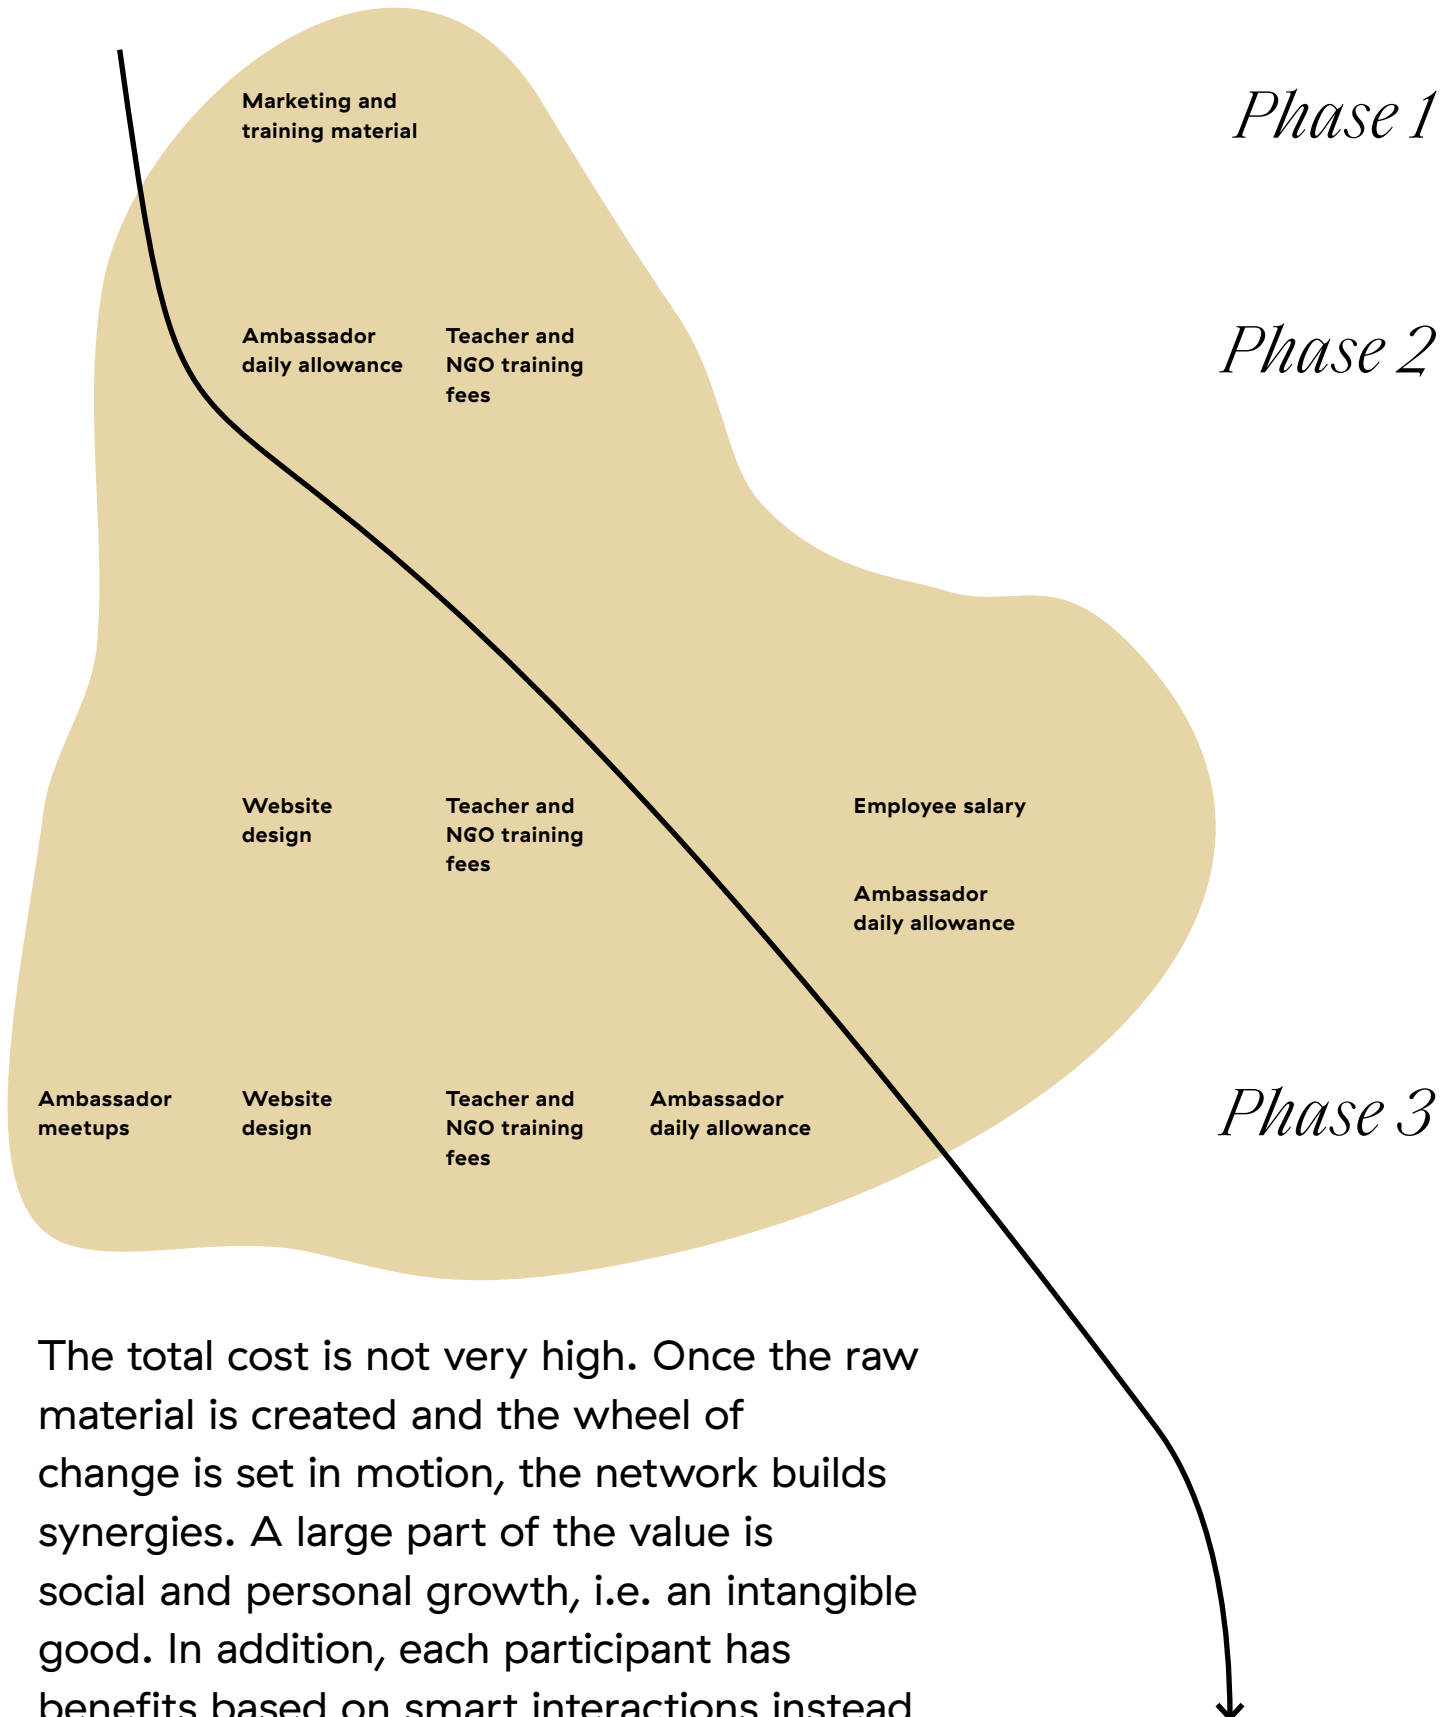 Marketing and
training material
Phase 1
Ambassador
daily allowance
Teacher and
NGO training
fees
Phase 2
Website
design
Teacher and
NGO training
fees
Employee salary
Ambassador
daily allowance
Ambassador
meetups
Website
design
Teacher and
NGO training
fees
Ambassador
daily allowance
Phase 3
The total cost is not very high. Once the raw
material is created and the wheel of
change is set in motion, the network builds
synergies. A large part of the value is
social and personal growth, i.e. an intangible
good. In addition, each participant has
benefits based on smart interactions instead